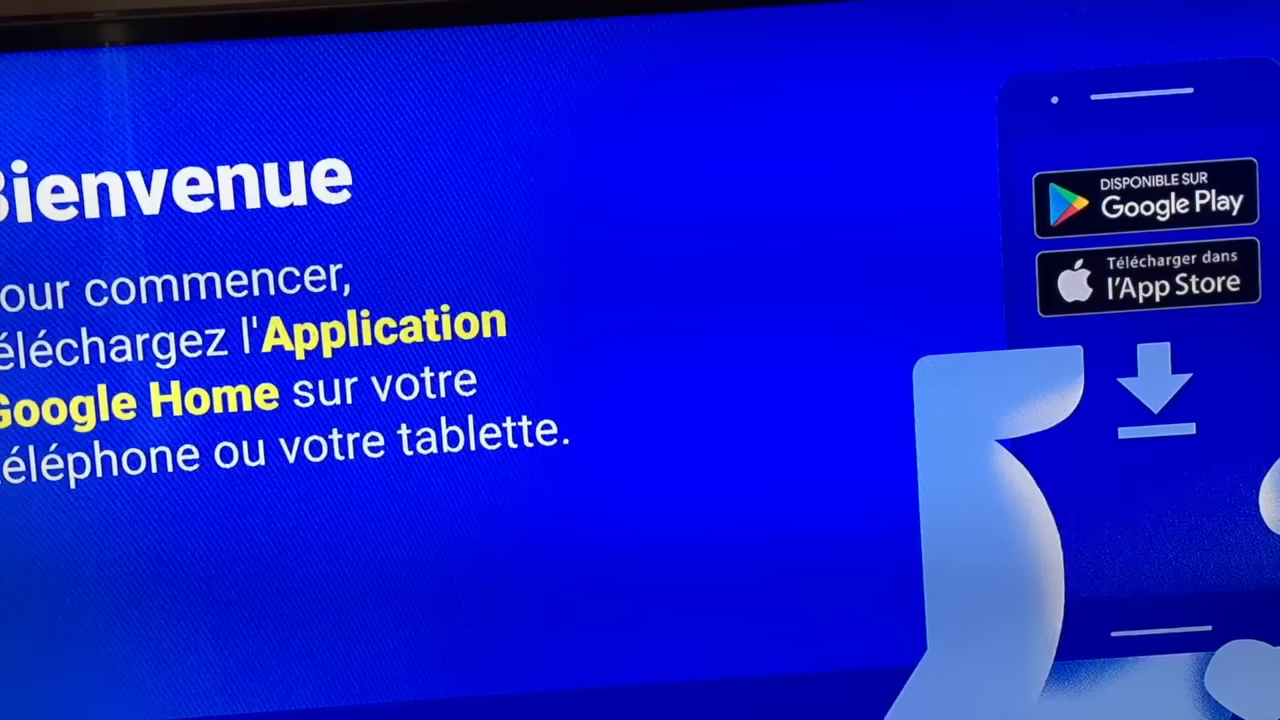 Bienvenue
our commencer,
éléchargez l'Application
Google Home sur votre
éléphone ou votre tablette.
DISPONIBLE SUR
Google Play
Télécharger dans
l'App Store